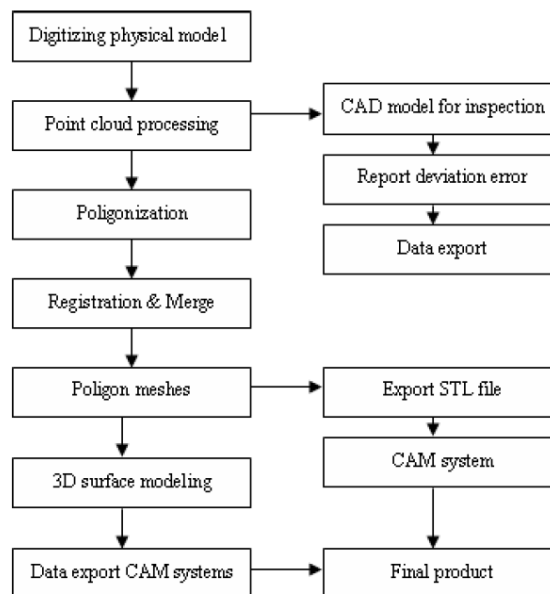 Digitizing physical model
Point cloud processing
CAD model for inspection
Report deviation error
Poligonization
Data export
Registration & Merge
Poligon meshes
Export STL file
CAM system
3D surface modeling
Data export CAM systems
Final product